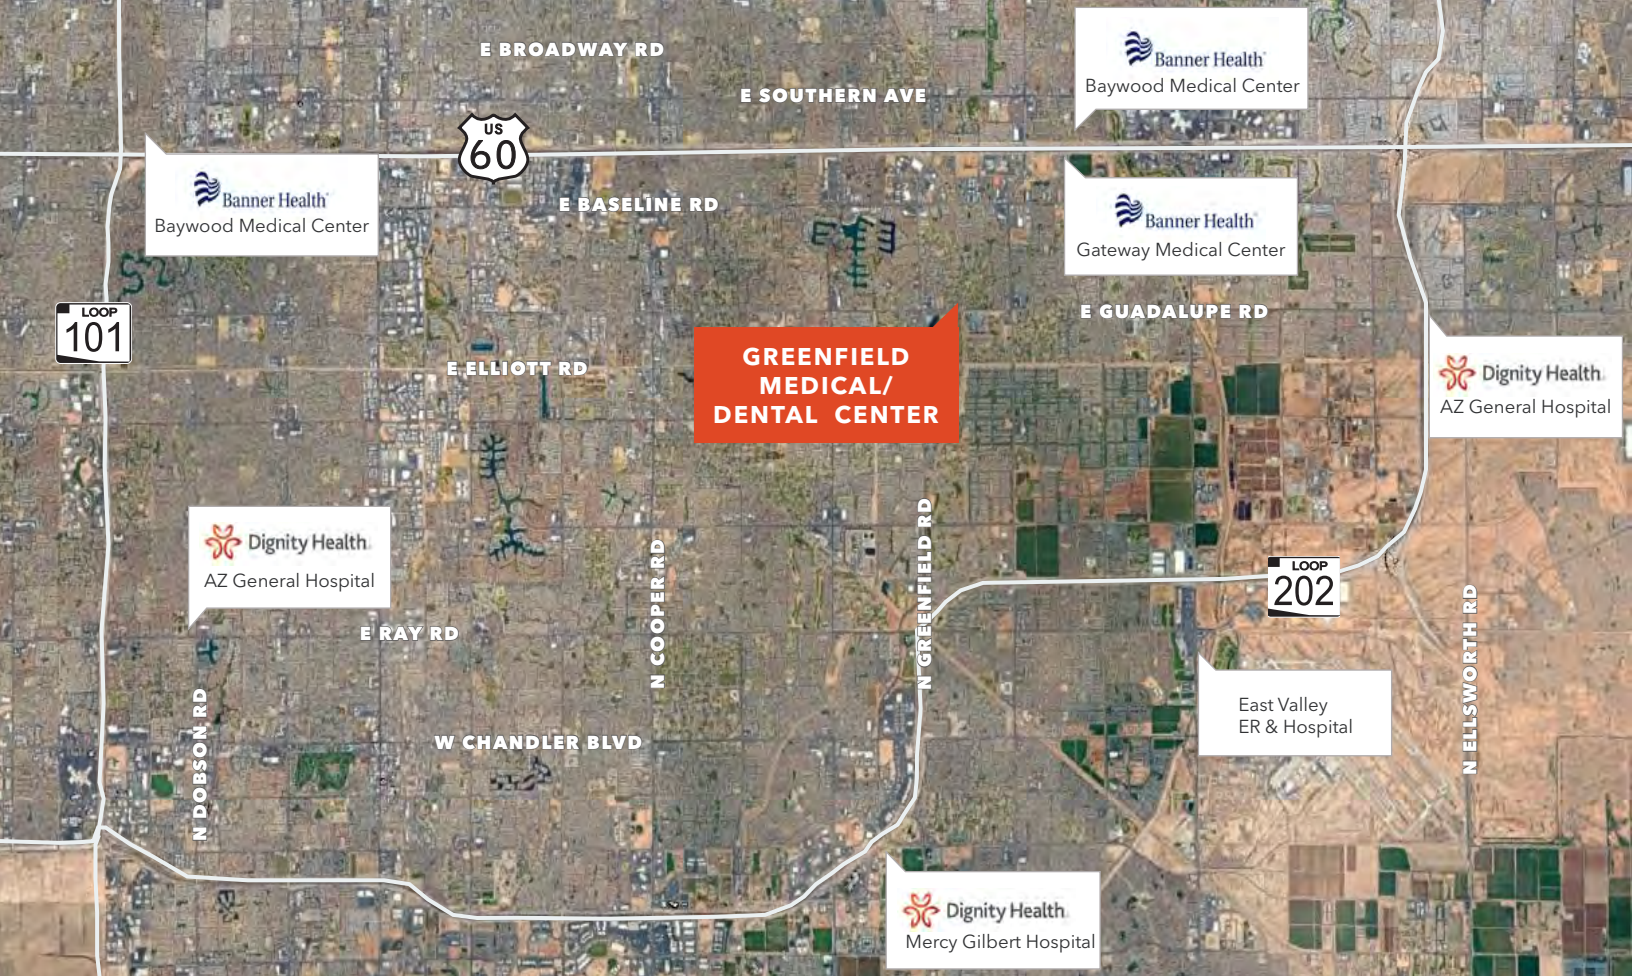 E BROADWAY RD
Banner Health
Baywood Medical Center
E SOUTHERN AVE
US
60
Banner Health
Baywood Medical Center
E BASELINE RD
Banner Health
Gateway Medical Center
LOOP
101
E GUADALUPE RD
GREENFIELD
MEDICAL/
DENTAL CENTER
E ELLIOTT RD
Dignity Health
AZ General Hospital
Dignity Health
AZ General Hospital
N COOPER RD
N GREENFIELD RD
LOOP
202
E RAY RD
N ELLSWORTH RD
N DOBSON RD
East Valley
ER & Hospital
W CHANDLER BLVD
Dignity Health
Mercy Gilbert Hospital